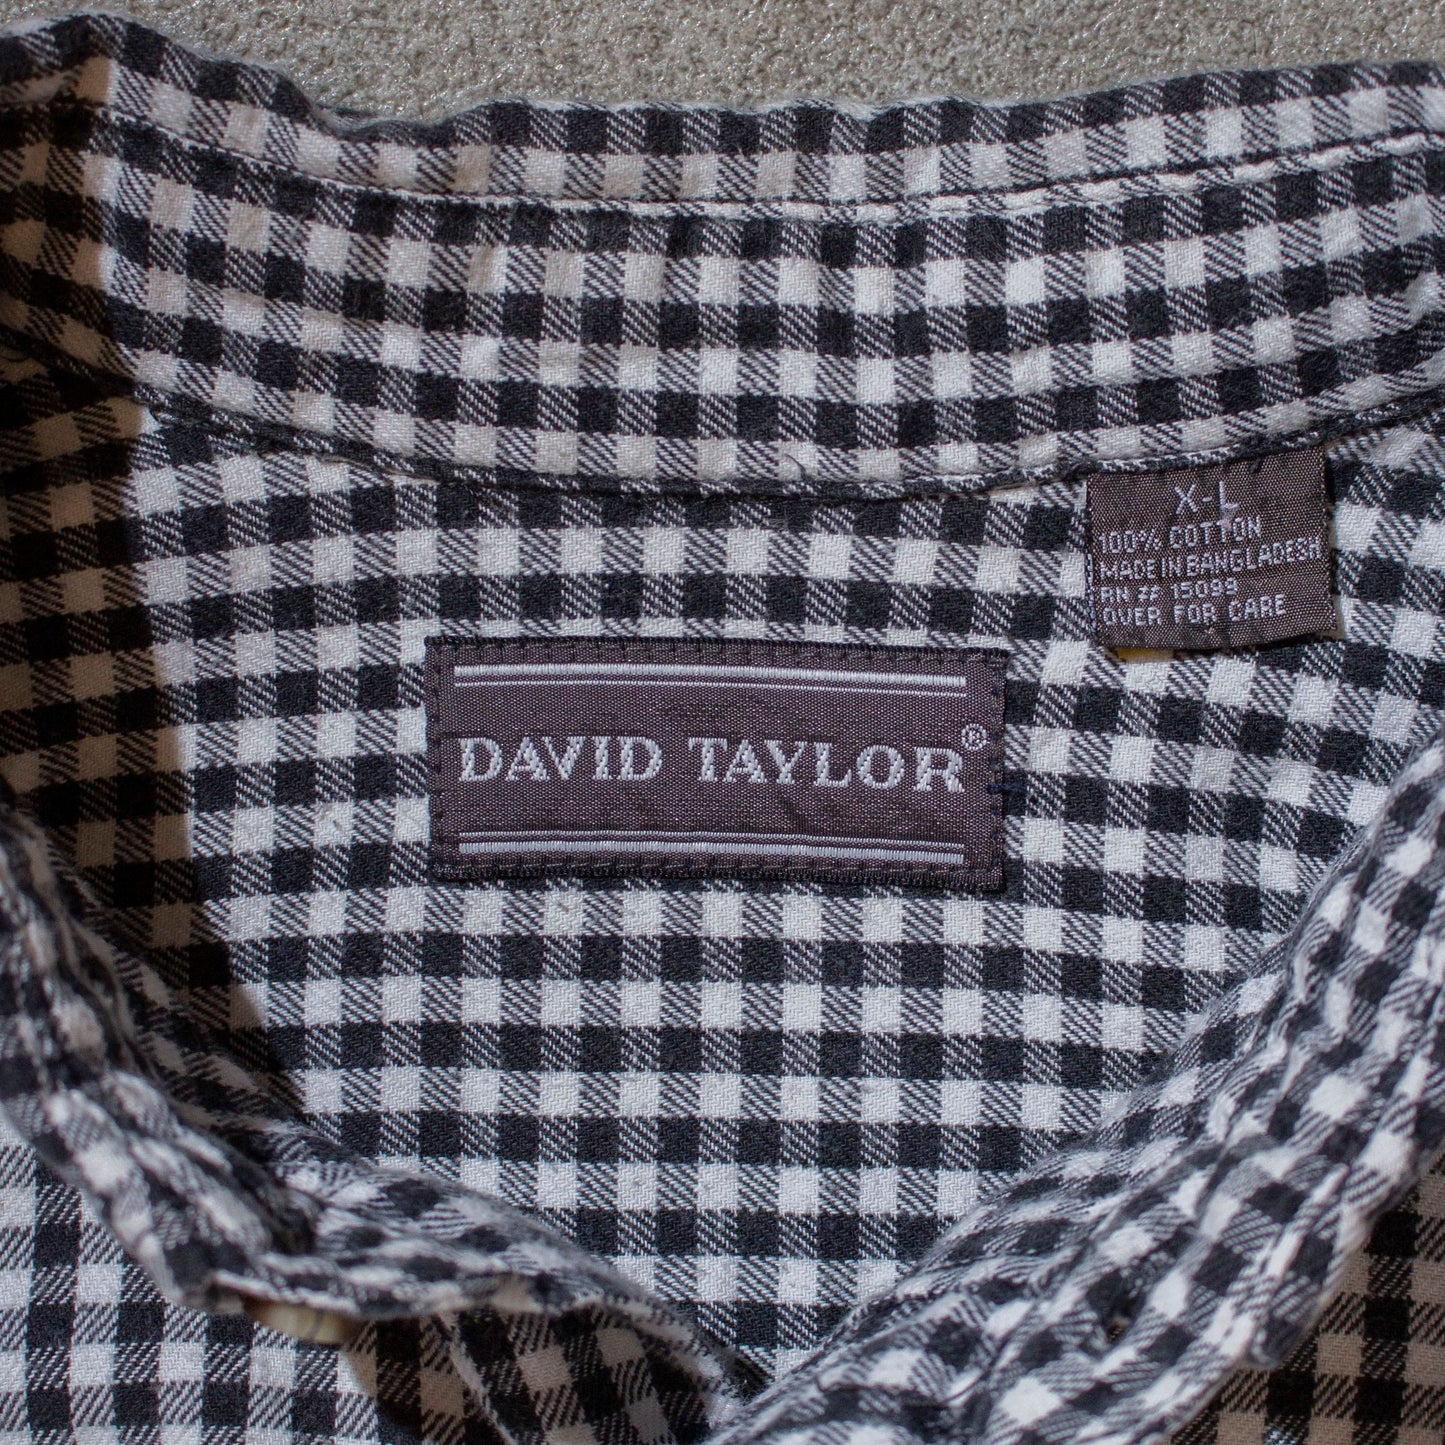 DAVID TAYLOR®
X-L
100% COTTON
MADE IN BANGLADESH
RN # 15099
OVER FOR CARE